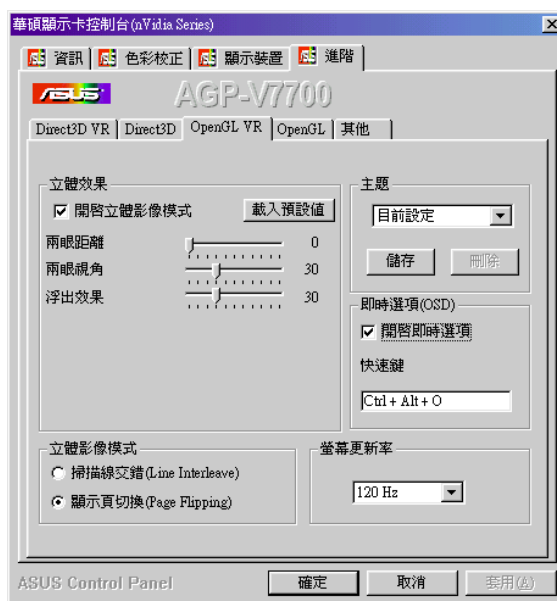 華碩顯示卡控制台(nVidia Series)
資訊 色彩校正 顯示裝置 進階
ASUS AGP-V7700
Direct3D VR Direct3D OpenGL VR OpenGL 其他
立體效果
開啓立體影像模式 載入預設值
兩眼距離 0
兩眼視角 30
浮出效果 30
主題
目前設定
儲存 刪除
即時選項(OSD)
開啓即時選項
快速鍵
Ctrl + Alt + O
立體影像模式
掃描線交錯(Line Interleave)
顯示頁切換(Page Flipping)
螢幕更新率
120 Hz
ASUS Control Panel 確定 取消 套用(A)